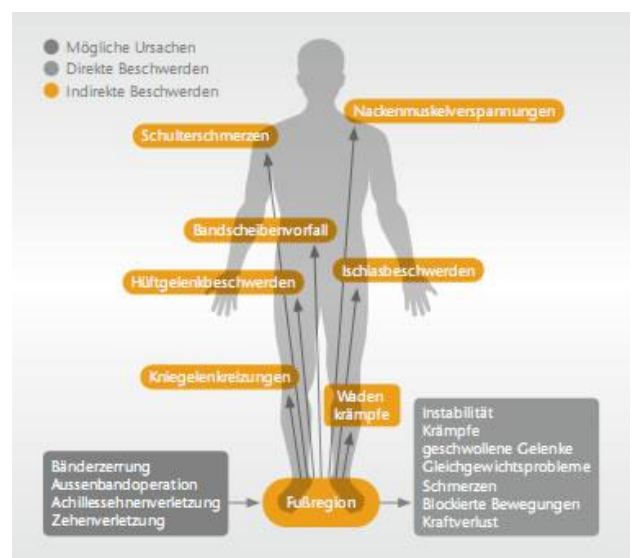 Mögliche Ursachen
Direkte Beschwerden
Indirekte Beschwerden
Nackenmuskelverspannungen
Schulterschmerzen
Bandscheibenvorfall
Ischiasbeschwerden
Hüftgelenkbeschwerden
Kniegelenkreizungen
Waden
krämpfe
Instabilität
Krämpfe
geschwollene Gelenke
Gleichgewichtsprobleme
Schmerzen
Blockierte Bewegungen
Kraftverlust
Bänderzerrung
Aussenbandoperation
Achillessehnenverletzung
Zehenverletzung
Fußregion